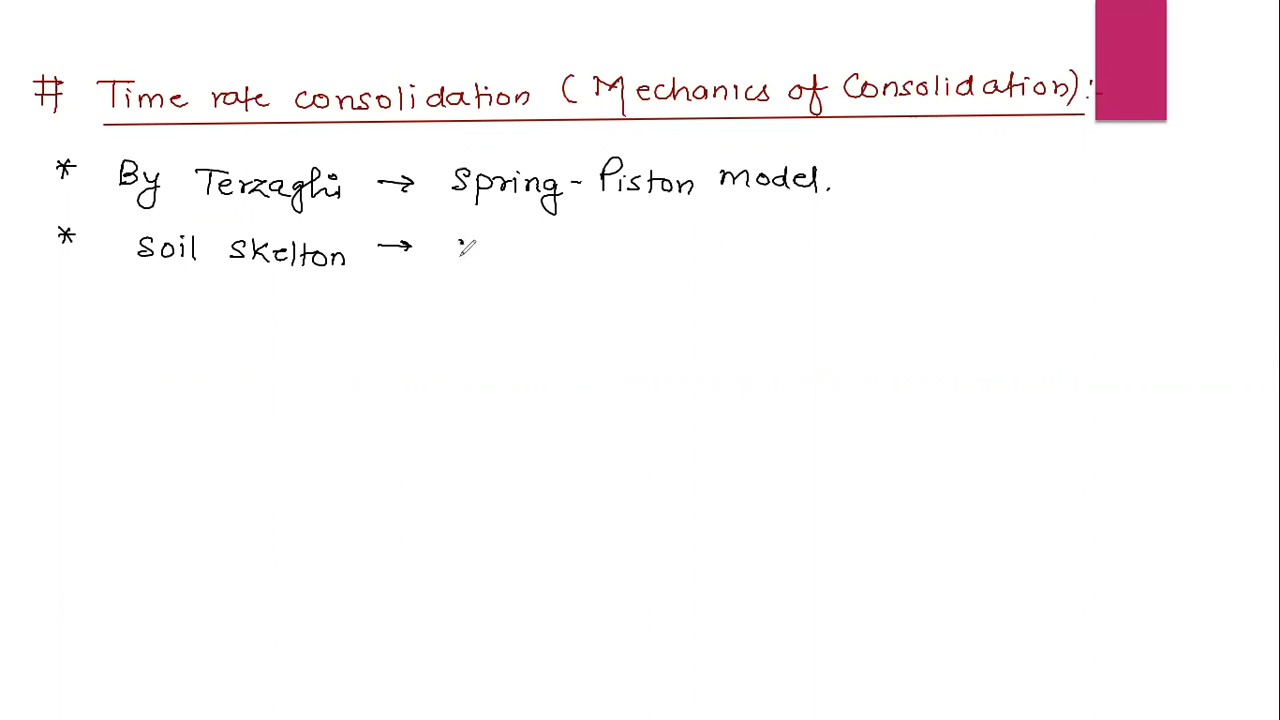 # Time rate consolidation (Mechanics of Consolidation):-
* By Terzaghi → Spring-Piston model.
* Soil skelton →